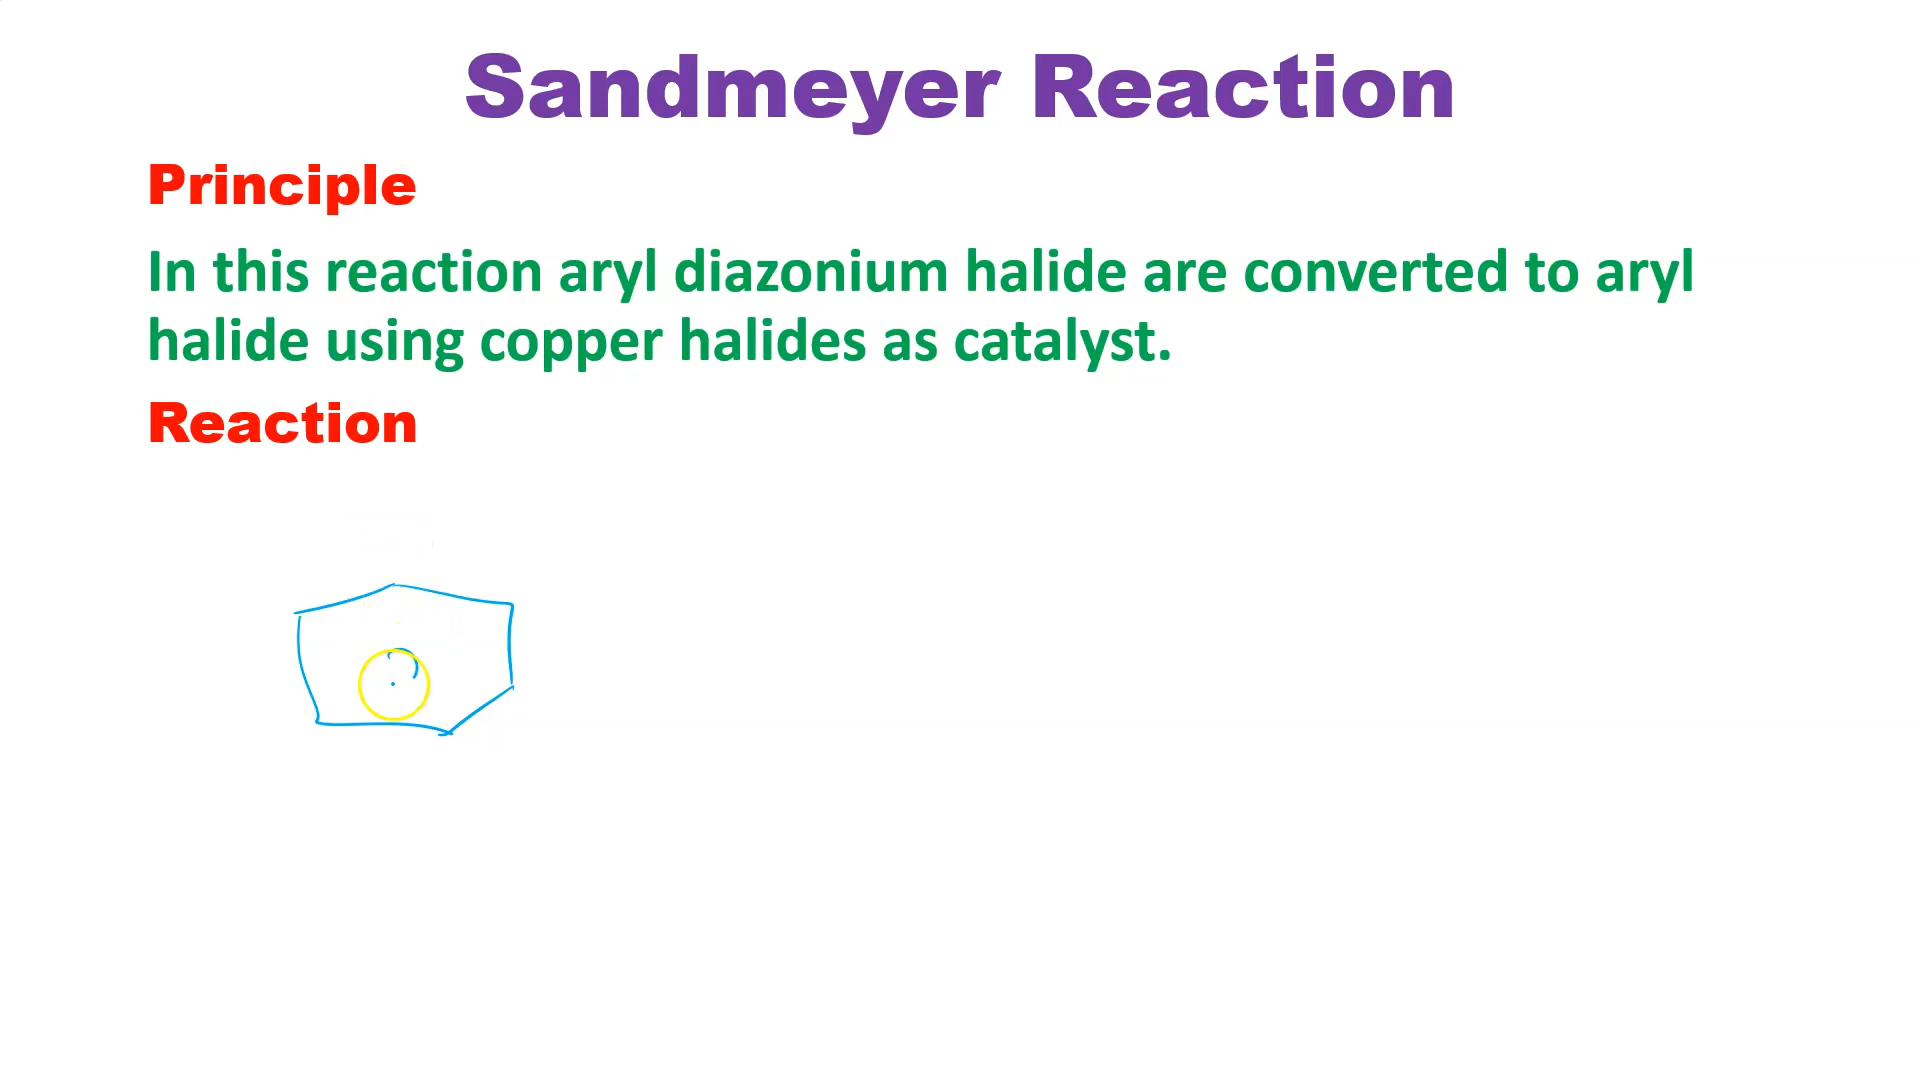 Sandmeyer Reaction
Principle
In this reaction aryl diazonium halide are converted to aryl
halide using copper halides as catalyst.
Reaction